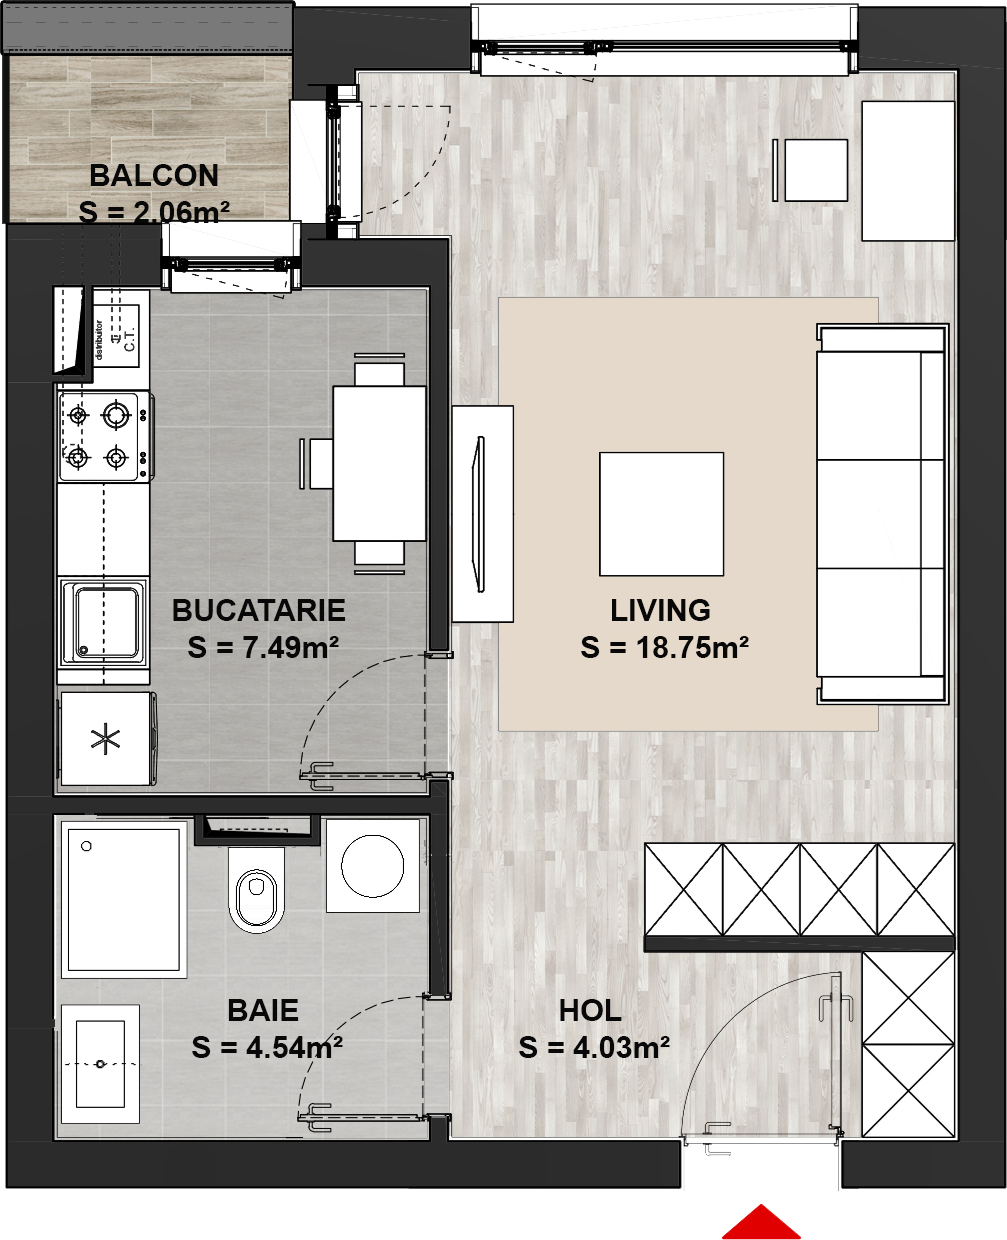 BALCON
S = 2.06m²
distribuitor
C.T.
BUCATARIE
S = 7.49m²
LIVING
S = 18.75m²
BAIE
S = 4.54m²
HOL
S = 4.03m²